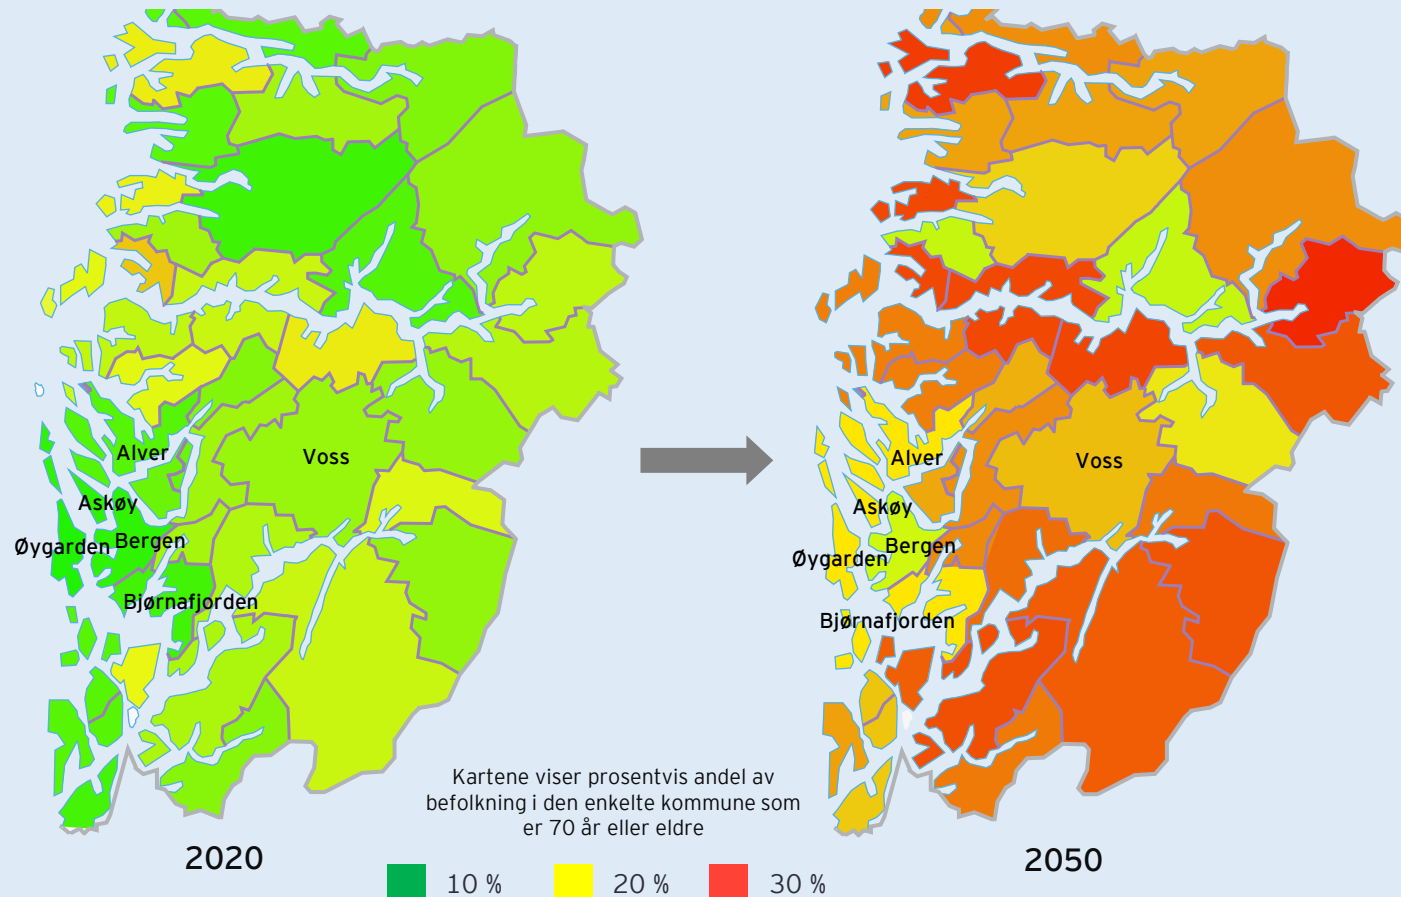 Alver
Voss
Askøy
Øygarden
Bergen
Bjørnafjorden
Alver
Voss
Askøy
Bergen
Øygarden
Bjørnafjorden
Kartene viser prosentvis andel av
befolkning i den enkelte kommune som
er 70 år eller eldre
2020
2050
10 %
20 %
30 %